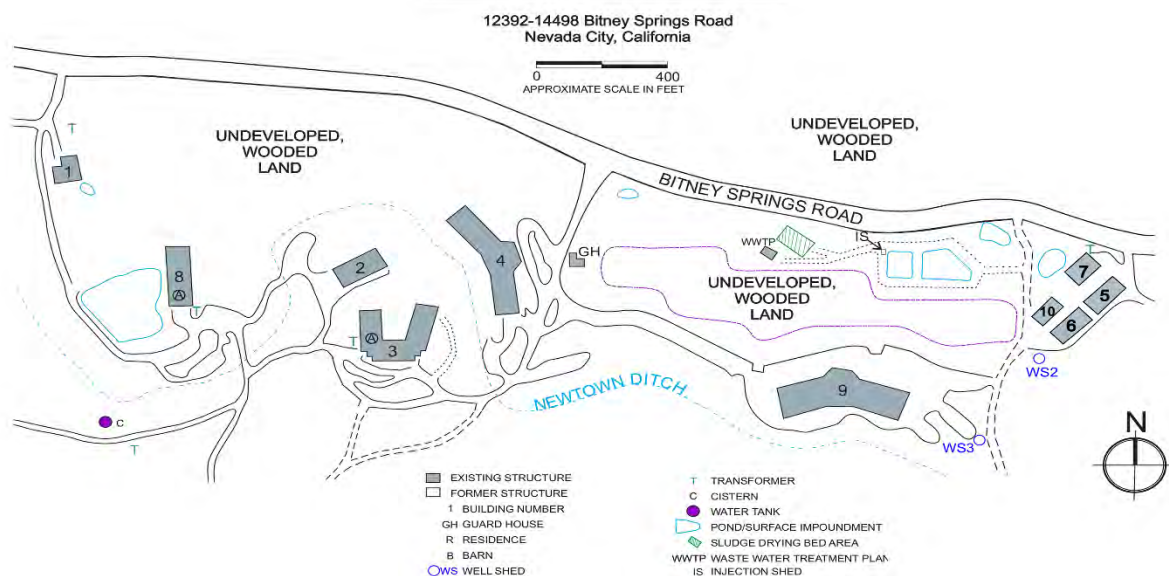 12392-14498 Bitney Springs Road
Nevada City, California
0 400
APPROXIMATE SCALE IN FEET
UNDEVELOPED,
WOODED
LAND
UNDEVELOPED,
WOODED
LAND
T
1
BITNEY SPRINGS ROAD
IS
WWTP
GH
4
2
8
A
T
UNDEVELOPED,
WOODED
LAND
T
7
5
10
6
WS2
T
A
3
NEWTOWN DITCH
9
WS3
C
T
N
EXISTING STRUCTURE
FORMER STRUCTURE
1 BUILDING NUMBER
GH GUARD HOUSE
R RESIDENCE
B BARN
WS WELL SHED
T TRANSFORMER
C CISTERN
WATER TANK
POND/SURFACE IMPOUNDMENT
SLUDGE DRYING BED AREA
WWTP WASTE WATER TREATMENT PLAN
IS INJECTION SHED